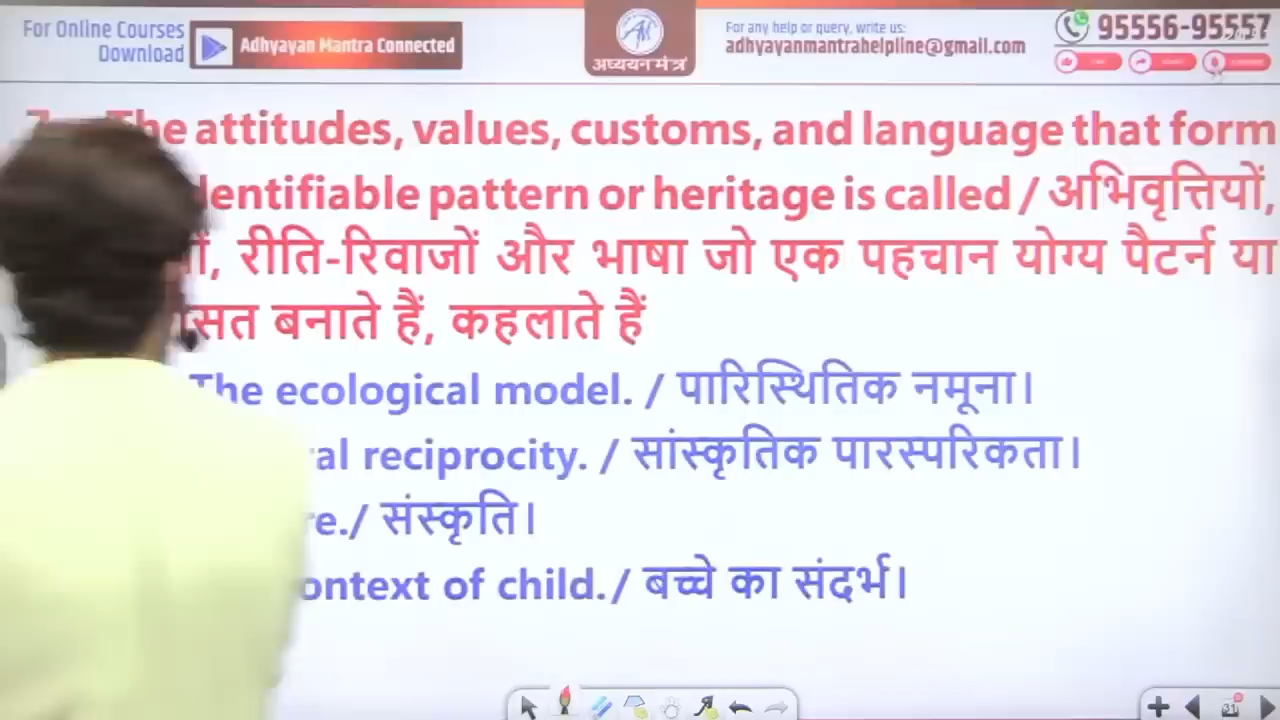 For Online Courses
Download
Adhyayan Mantra Connected
अध्ययन मंत्र
For any help or query, write us:
adhyayanmantrahelpline@gmail.com
95556-95557
The attitudes, values, customs, and language that form
dentifiable pattern or heritage is called / अभिवृत्तियों,
रीति-रिवाजों और भाषा जो एक पहचान योग्य पैटर्न या
सत बनाते हैं, कहलाते हैं
The ecological model. / पारिस्थितिक नमूना।
al reciprocity. / सांस्कृतिक पारस्परिकता।
re./ संस्कृति।
ontext of child./ बच्चे का संदर्भ।
31